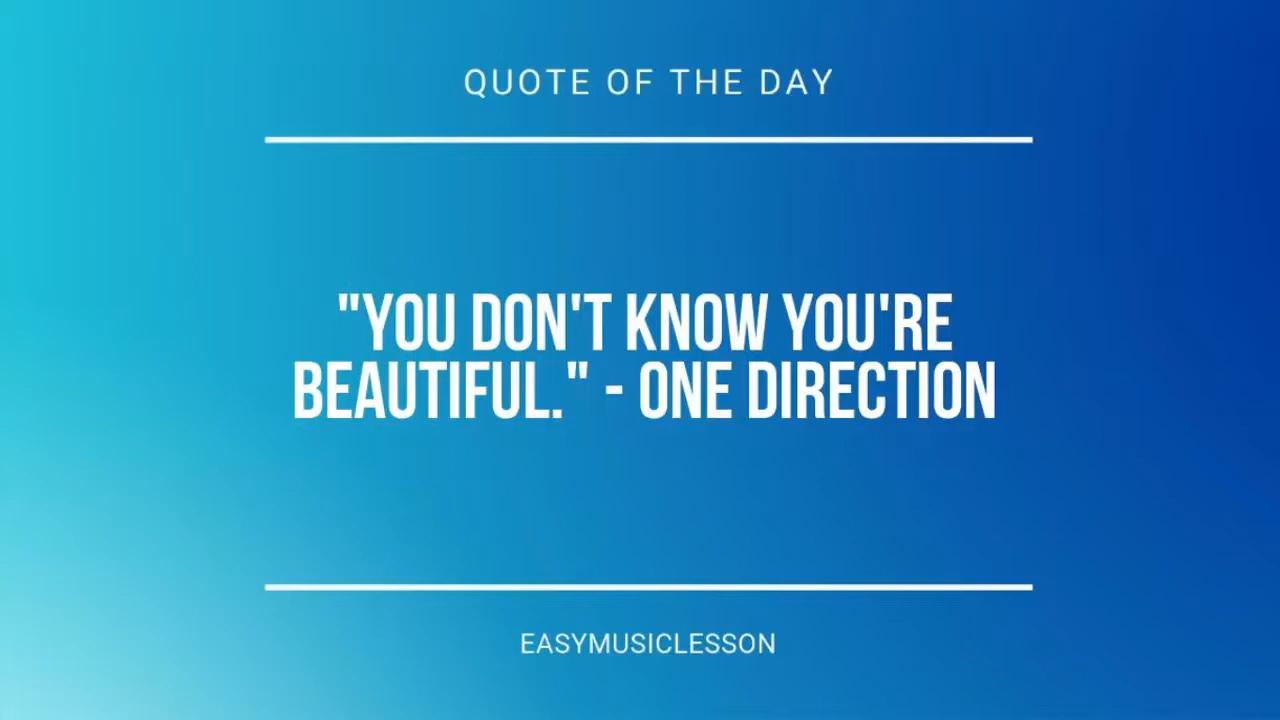 QUOTE OF THE DAY
"YOU DON'T KNOW YOU'RE
BEAUTIFUL." - ONE DIRECTION
EASYMUSICLESSON